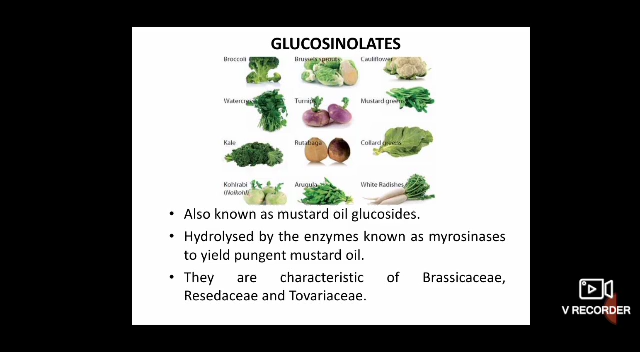 GLUCOSINOLATES
Broccoli
Brussels sprouts
Cauliflower
Watercress
Turnip
Mustard greens
Kale
Rutabaga
Collard greens
Kohlrabi
Arugula
White Radishes
• Also known as mustard oil glucosides.
• Hydrolysed by the enzymes known as myrosinases
to yield pungent mustard oil.
• They are characteristic of Brassicaceae,
Resedaceae and Tovariaceae.
V RECORDER